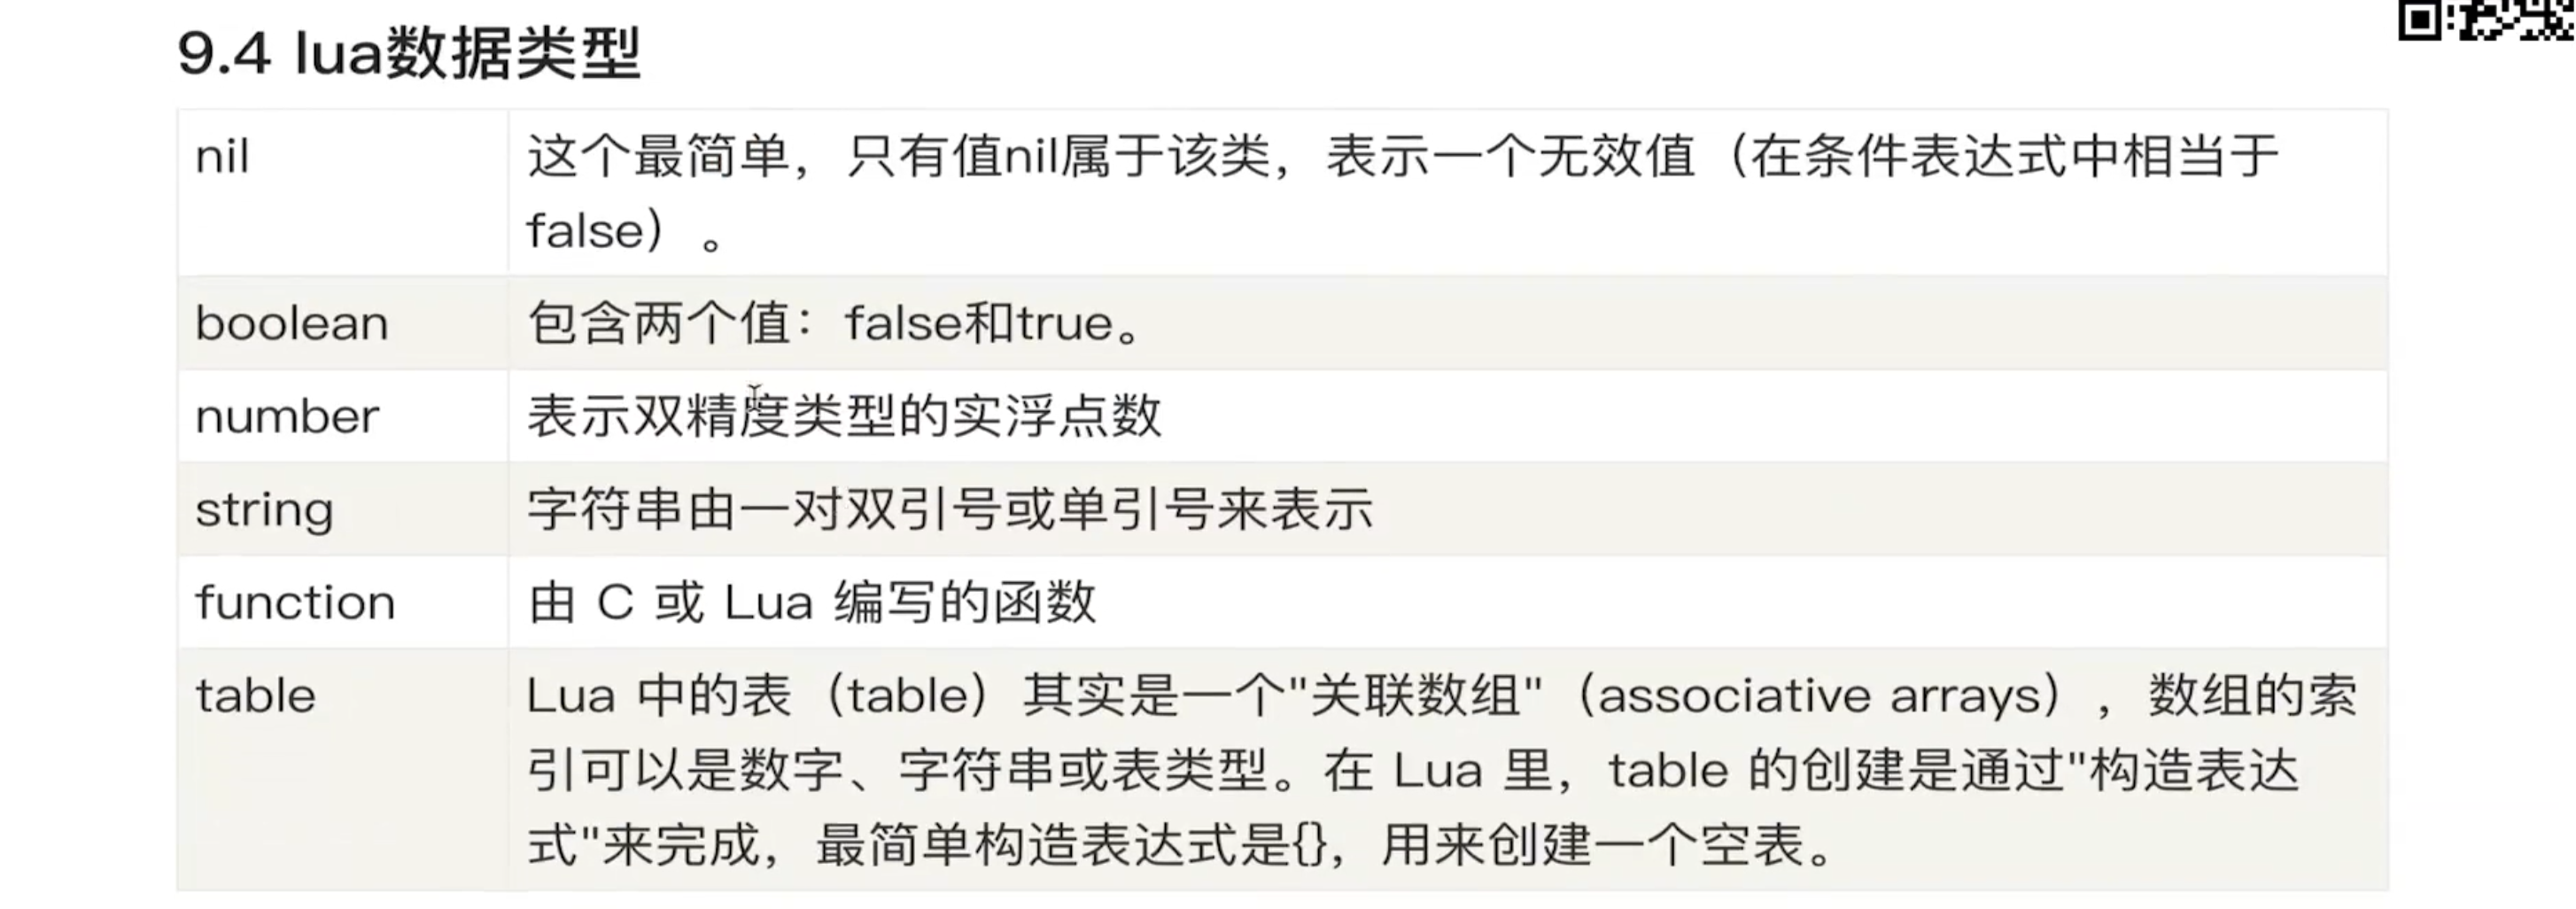 9.4 lua数据类型
nil
这个最简单，只有值nil属于该类，表示一个无效值（在条件表达式中相当于
false）。
boolean
包含两个值：false和true。
number
表示双精度类型的实浮点数
string
字符串由一对双引号或单引号来表示
function
由 C 或 Lua 编写的函数
table
Lua 中的表（table）其实是一个"关联数组"（associative arrays），数组的索
引可以是数字、字符串或表类型。在 Lua 里，table 的创建是通过"构造表达
式"来完成，最简单构造表达式是{}，用来创建一个空表。